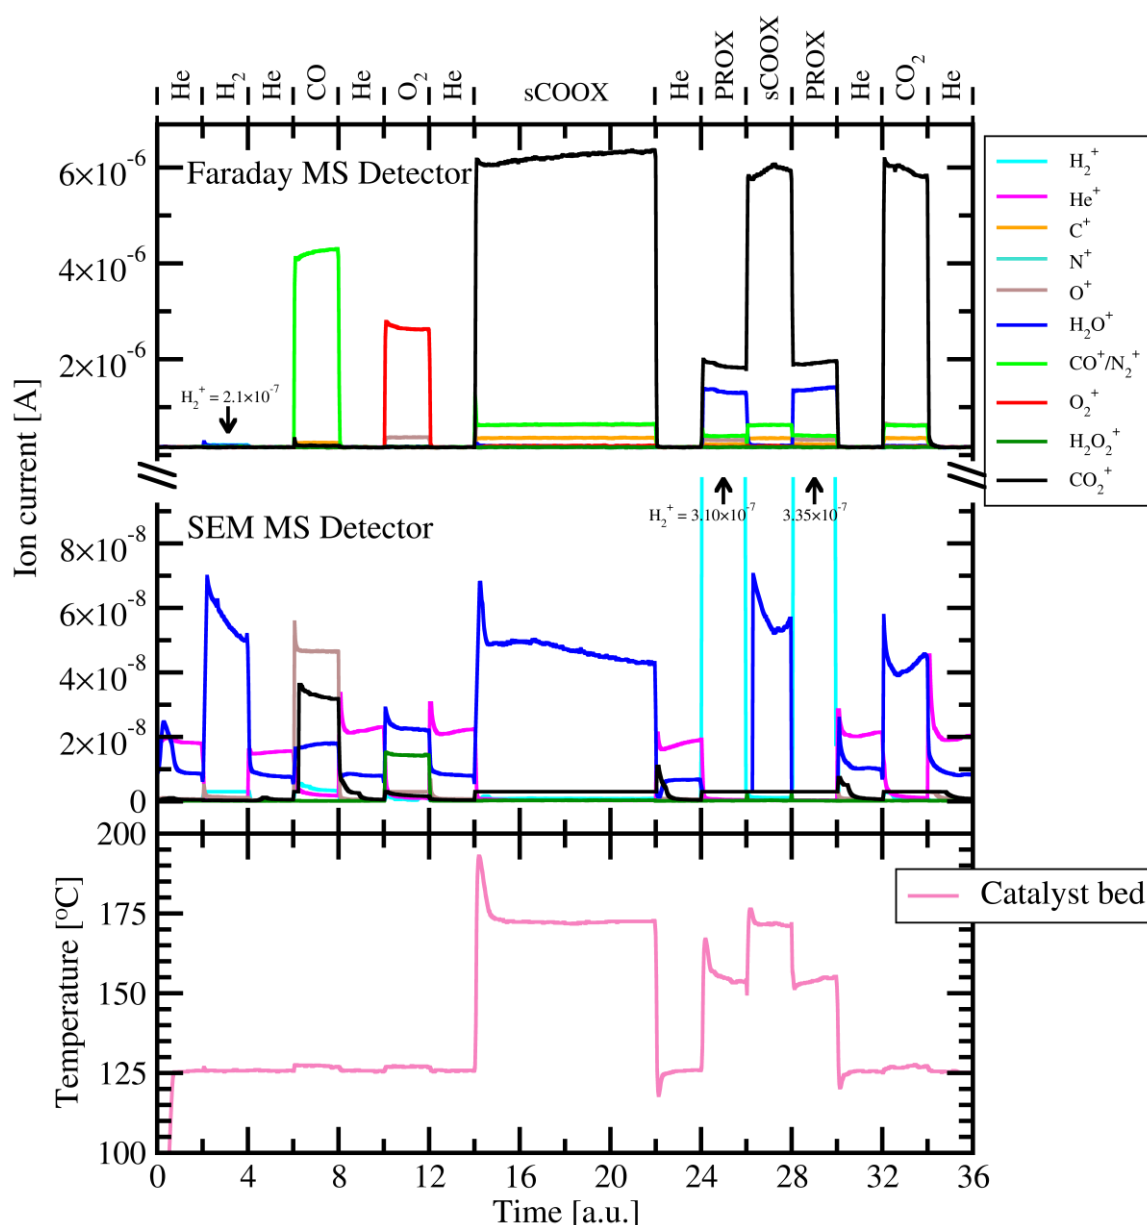 He H₂ He CO He O₂ He sCOOX He PROX sCOOX PROX He CO₂ He
Faraday MS Detector
6×10⁻⁶
4×10⁻⁶
2×10⁻⁶
H₂⁺ = 2.1×10⁻⁷
H₂⁺
He⁺
C⁺
N⁺
O⁺
H₂O⁺
CO⁺/N₂⁺
O₂⁺
H₂O₂⁺
CO₂⁺
Ion current [A]
SEM MS Detector
H₂⁺ = 3.10×10⁻⁷
3.35×10⁻⁷
8×10⁻⁸
6×10⁻⁸
4×10⁻⁸
2×10⁻⁸
0
Temperature [ºC]
200
175
150
125
100
Catalyst bed
0 4 8 12 16 20 24 28 32 36
Time [a.u.]